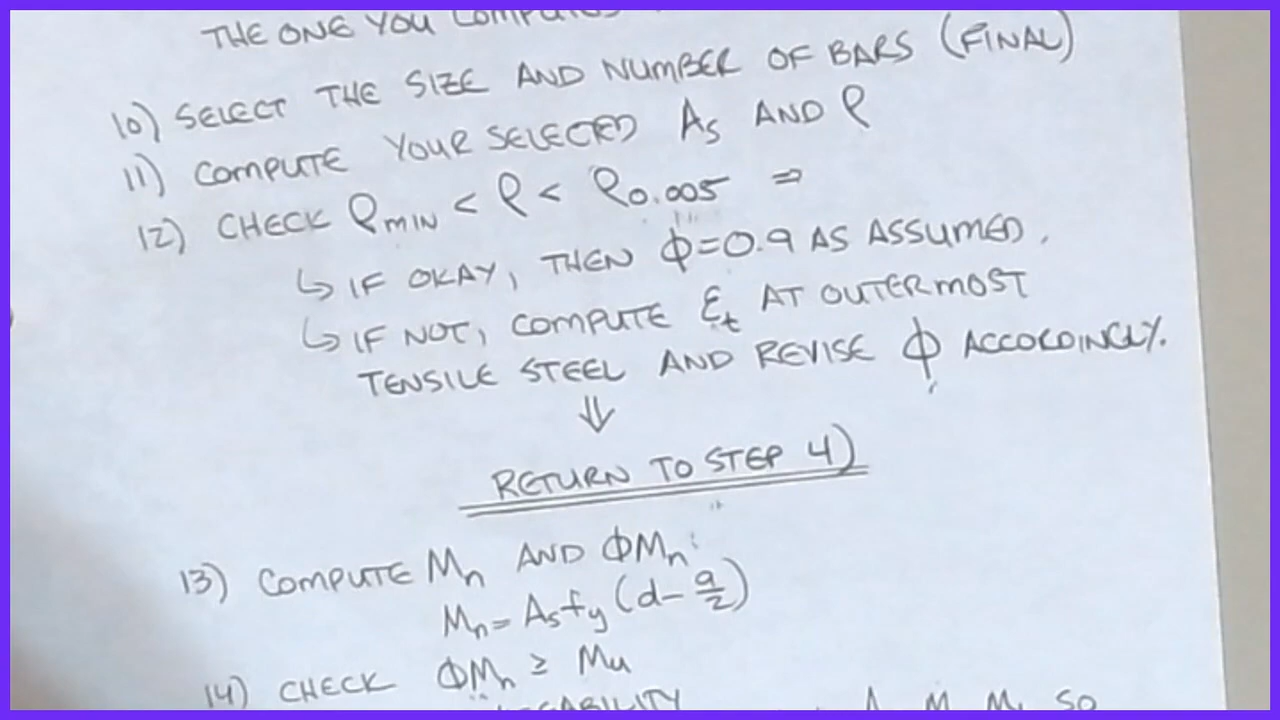 THE ONE YOU COMPUTED
10) SELECT THE SIZE AND NUMBER OF BARS (FINAL)
11) COMPUTE YOUR SELECTED As AND ρ
12) CHECK ρMIN < ρ < ρ0.005 ⇒
↳ IF OKAY, THEN ϕ=0.9 AS ASSUMED.
↳ IF NOT, COMPUTE Ɛt AT OUTERMOST
TENSILE STEEL AND REVISE ϕ ACCORDINGLY.
⇓
RETURN TO STEP 4)
13) COMPUTE Mn AND ϕMn:
Mn = Asfy (d - a/2)
14) CHECK ϕMn ≥ Mu